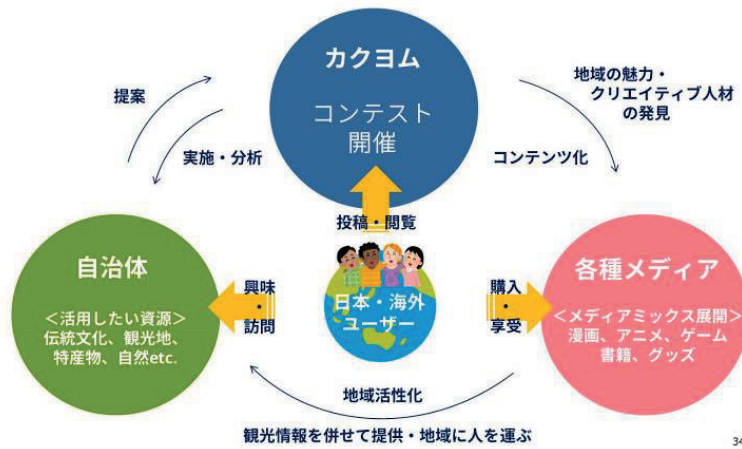 カクヨム
コンテスト
開催
提案
実施・分析
地域の魅力・
クリエイティブ人材
の発見
コンテンツ化
投稿・閲覧
自治体
＜活用したい資源＞
伝統文化、観光地、
特産物、自然etc.
興味
・
訪問
日本・海外
ユーザー
購入
・
享受
各種メディア
＜メディアミックス展開＞
漫画、アニメ、ゲーム
書籍、グッズ
地域活性化
観光情報を併せて提供・地域に人を運ぶ
34